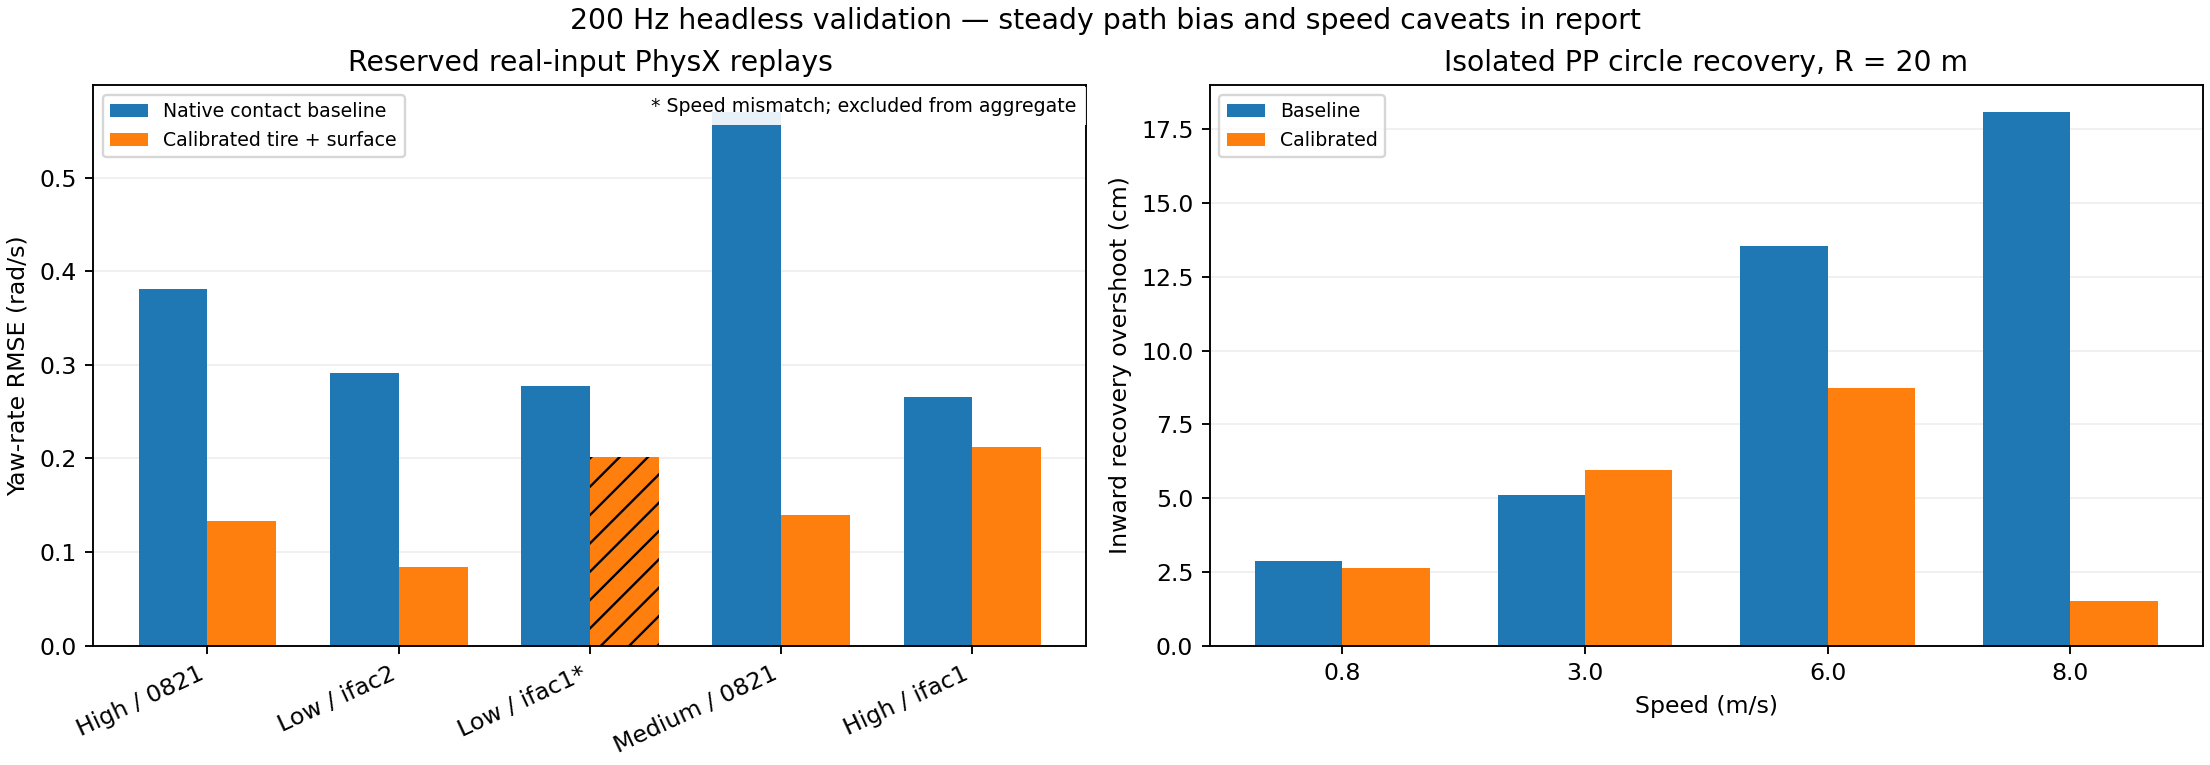 200 Hz headless validation — steady path bias and speed caveats in report
Reserved real-input PhysX replays
Native contact baseline
Calibrated tire + surface
* Speed mismatch; excluded from aggregate
Yaw-rate RMSE (rad/s)
0.5
0.4
0.3
0.2
0.1
0.0
High / 0821
Low / ifac2
Low / ifac1*
Medium / 0821
High / ifac1
Isolated PP circle recovery, R = 20 m
Baseline
Calibrated
Inward recovery overshoot (cm)
17.5
15.0
12.5
10.0
7.5
5.0
2.5
0.0
0.8
3.0
6.0
8.0
Speed (m/s)